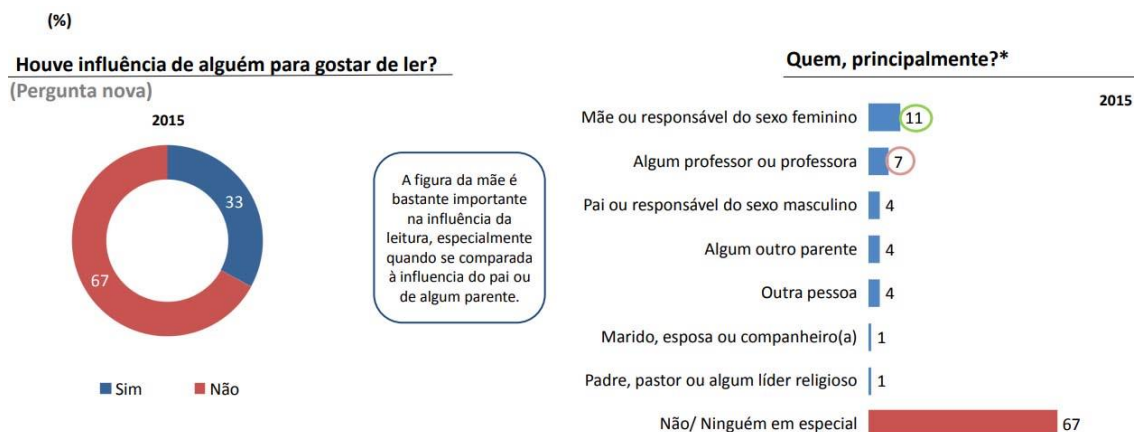 (%)
Houve influência de alguém para gostar de ler?
(Pergunta nova)
2015
33
67
Sim
Não
A figura da mãe é
bastante importante
na influência da
leitura, especialmente
quando se comparada
à influencia do pai ou
de algum parente.
Quem, principalmente?*
2015
Mãe ou responsável do sexo feminino 11
Algum professor ou professora 7
Pai ou responsável do sexo masculino 4
Algum outro parente 4
Outra pessoa 4
Marido, esposa ou companheiro(a) 1
Padre, pastor ou algum líder religioso 1
Não/ Ninguém em especial 67